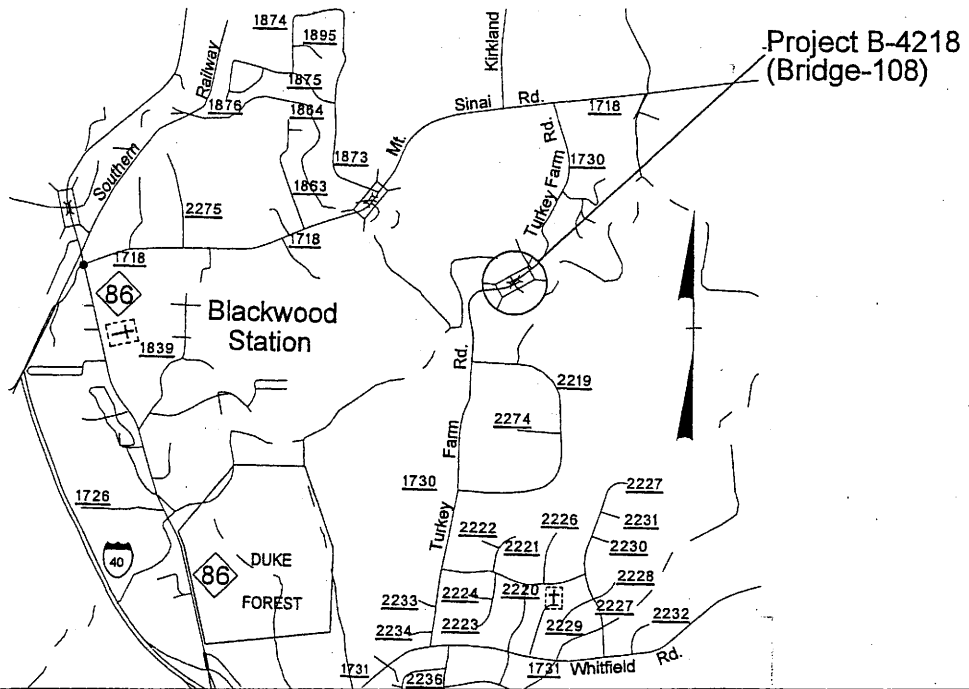 1874
1895
Railway
Kirkland
Project B-4218
(Bridge-108)
1875
1876
1864
Sinai Rd.
1718
Mt.
1873
Turkey Farm Rd.
1730
Southern
1863
2275
1718
1718
86
Blackwood
Station
1839
Rd.
2219
2274
Farm
1730
1726
2227
Turkey
2222
2226
2231
2221
2230
40
86
DUKE
FOREST
2228
2233
2224
2220
2227
2232
2234
2223
2229
1731
1731
Whitfield Rd.
2236